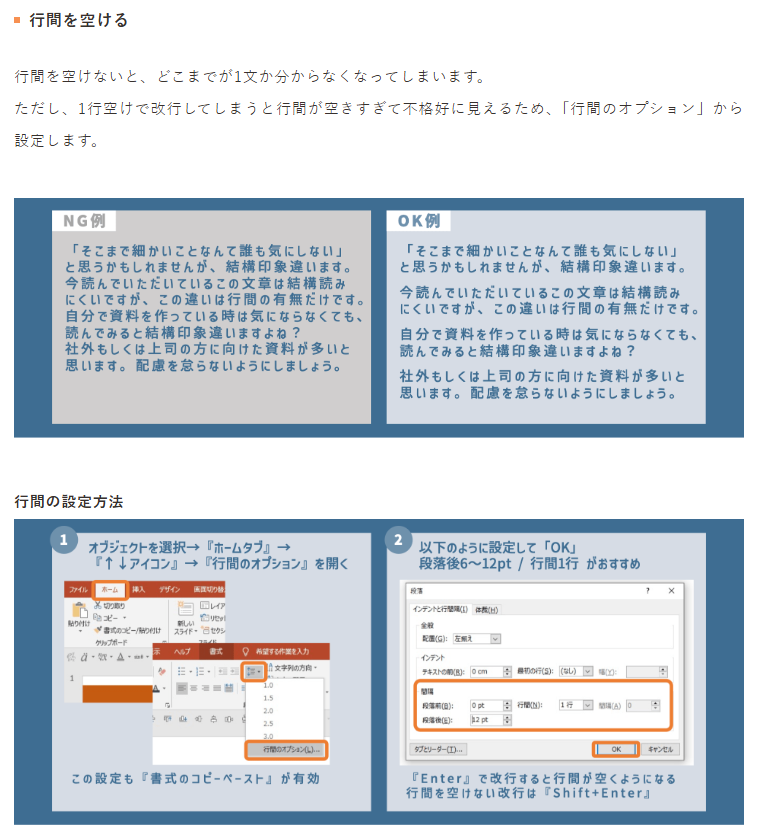 行間を空ける
行間を空けないと、どこまでが1文か分からなくなってしまいます。
ただし、1行空けで改行してしまうと行間が空きすぎて不格好に見えるため、「行間のオプション」から
設定します。
NG例
「そこまで細かいことなんて誰も気にしない」
と思うかもしれませんが、結構印象違います。
今読んでいただいているこの文章は結構読み
にくいですが、この違いは行間の有無だけです。
自分で資料を作っている時は気にならなくても、
読んでみると結構印象違いますよね？
社外もしくは上司の方に向けた資料が多いと
思います。配慮を怠らないようにしましょう。
OK例
「そこまで細かいことなんて誰も気にしない」
と思うかもしれませんが、結構印象違います。
今読んでいただいているこの文章は結構読み
にくいですが、この違いは行間の有無だけです。
自分で資料を作っている時は気にならなくても、
読んでみると結構印象違いますよね？
社外もしくは上司の方に向けた資料が多いと
思います。配慮を怠らないようにしましょう。
行間の設定方法
1
オブジェクトを選択→『ホームタブ』→
『↑↓アイコン』→『行間のオプション』を開く
ファイル ホーム 挿入 デザイン 画面切り替
切り取り
コピー
貼り付け
書式のコピー/貼り付け
クリップボード
新しい
スライド
レイア
リセッ
セクシ
スライド
1
示 ヘルプ 書式 希望する作業を入力
文字列の方向
1.0
1.5
2.0
2.5
3.0
行間のオプション(L)...
この設定も『書式のコピーペースト』が有効
2
以下のように設定して「OK」
段落後6～12pt / 行間1行 がおすすめ
段落 ? ×
インデントと行間隔(I) 体裁(H)
全般
配置(G): 左揃え
インデント
テキストの前(R): 0 cm 最初の行(S): (なし) 幅(Y):
間隔
段落前(B): 0 pt 行間(N): 1 行 間隔(A) 0
段落後(E): 12 pt
タブとリーダー(T)... OK キャンセル
『Enter』で改行すると行間が空くようになる
行間を空けない改行は『Shift+Enter』